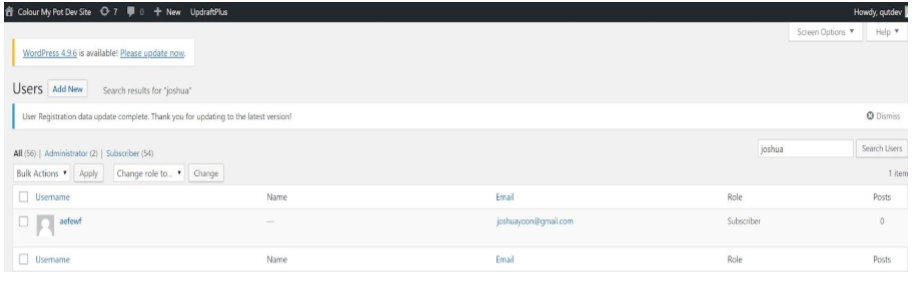 Colour My Pot Dev Site 7 0 + New UpdraftPlus Howdy, qutdev
Screen Options ▼ Help ▼
WordPress 4.9.6 is available! Please update now.
Users Add New Search results for "joshua"
User Registration data update complete. Thank you for updating to the latest version! Dismiss
All (56) | Administrator (2) | Subscriber (54) joshua Search Users
Bulk Actions ▼ Apply Change role to... ▼ Change 1 item
Username Name Email Role Posts
aefewf — joshuayoon@gmail.com Subscriber 0
Username Name Email Role Posts